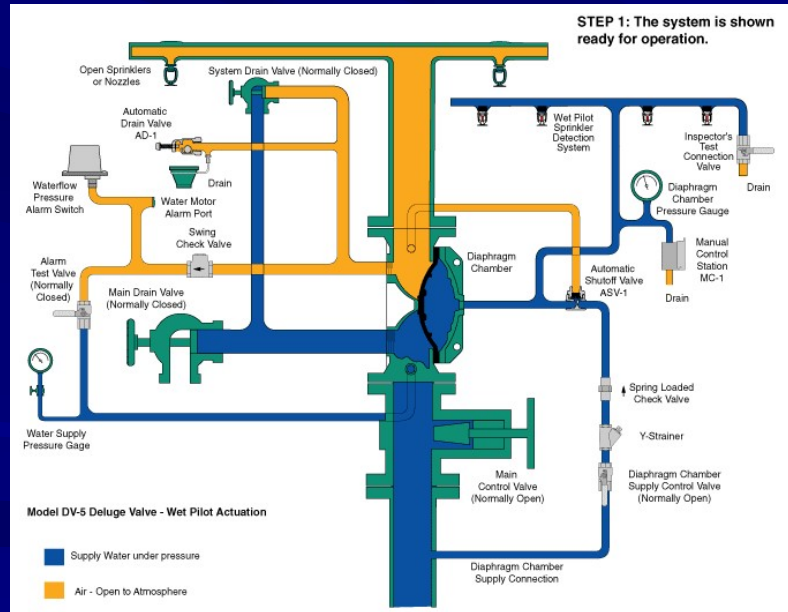 STEP 1: The system is shown
ready for operation.
Open Sprinklers
or Nozzles
System Drain Valve (Normally Closed)
Automatic
Drain Valve
AD-1
Wet Pilot
Sprinkler
Detection
System
Inspector's
Test
Connection
Valve
Drain
Waterflow
Pressure
Alarm Switch
Drain
Water Motor
Alarm Port
Diaphragm
Chamber
Pressure Gauge
Swing
Check Valve
Diaphragm
Chamber
Manual
Control
Station
MC-1
Drain
Alarm
Test Valve
(Normally
Closed)
Main Drain Valve
(Normally Closed)
Automatic
Shutoff Valve
ASV-1
Spring Loaded
Check Valve
Water Supply
Pressure Gage
Y-Strainer
Main
Control Valve
(Normally Open)
Diaphragm Chamber
Supply Control Valve
(Normally Open)
Model DV-5 Deluge Valve - Wet Pilot Actuation
Supply Water under pressure
Diaphragm Chamber
Supply Connection
Air - Open to Atmosphere